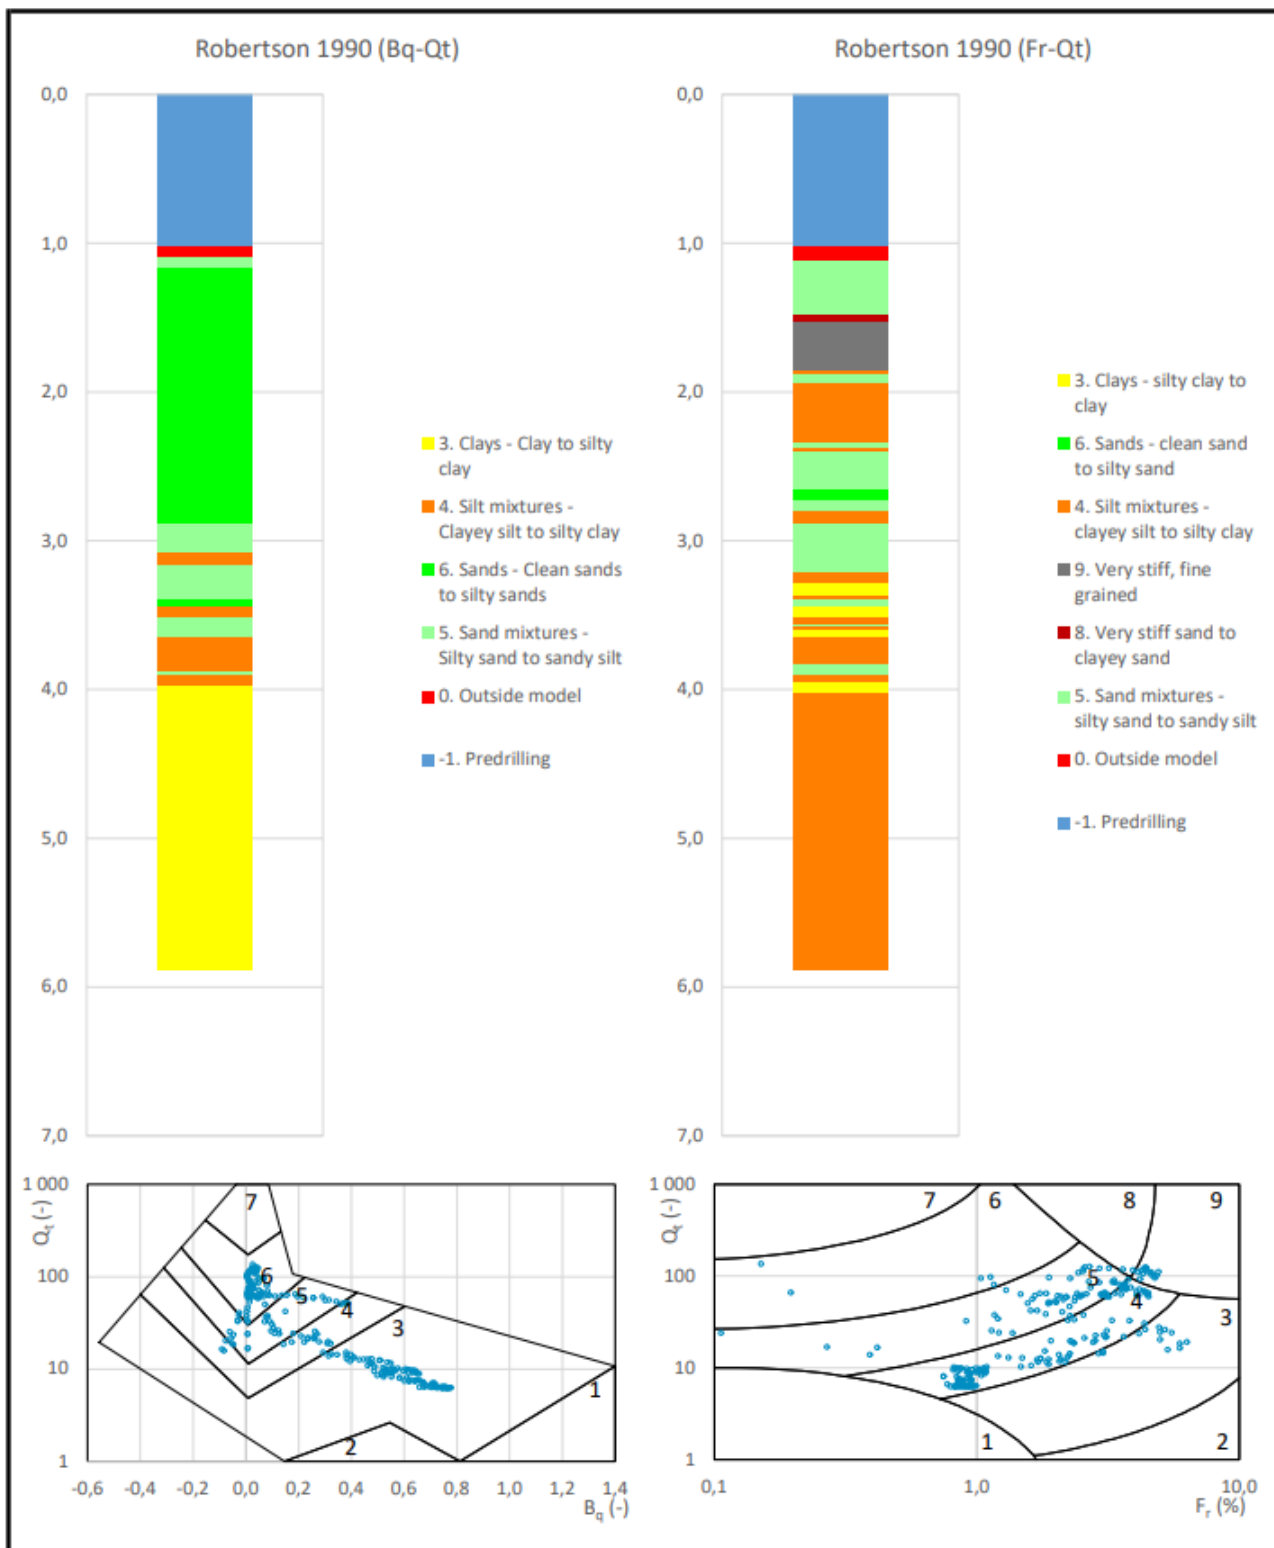 Robertson 1990 (Bq-Qt)
0,0
1,0
2,0
3,0
4,0
5,0
6,0
7,0
3. Clays - Clay to silty
clay
4. Silt mixtures -
Clayey silt to silty clay
6. Sands - Clean sands
to silty sands
5. Sand mixtures -
Silty sand to sandy silt
0. Outside model
-1. Predrilling
Robertson 1990 (Fr-Qt)
0,0
1,0
2,0
3,0
4,0
5,0
6,0
7,0
3. Clays - silty clay to
clay
6. Sands - clean sand
to silty sand
4. Silt mixtures -
clayey silt to silty clay
9. Very stiff, fine
grained
8. Very stiff sand to
clayey sand
5. Sand mixtures -
silty sand to sandy silt
0. Outside model
-1. Predrilling
Qt (-)
1 000
100
10
1
7
6
5
4
3
1
2
-0,6 -0,4 -0,2 0,0 0,2 0,4 0,6 0,8 1,0 1,2 1,4
Bq (-)
Qt (-)
1 000
100
10
1
7 6 8 9
5
4
3
1 2
0,1 1,0 10,0
Fr (%)